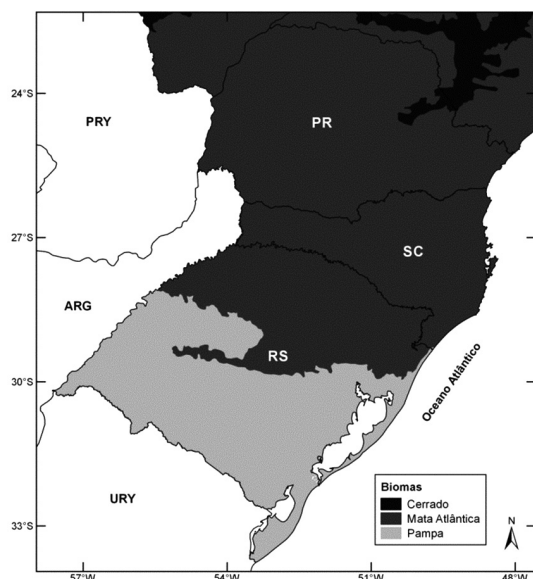 24°S
PRY
PR
27°S
SC
ARG
RS
30°S
Oceano Atlântico
URY
Biomas
Cerrado
Mata Atlântica
Pampa
N
33°S
57°W
54°W
51°W
48°W